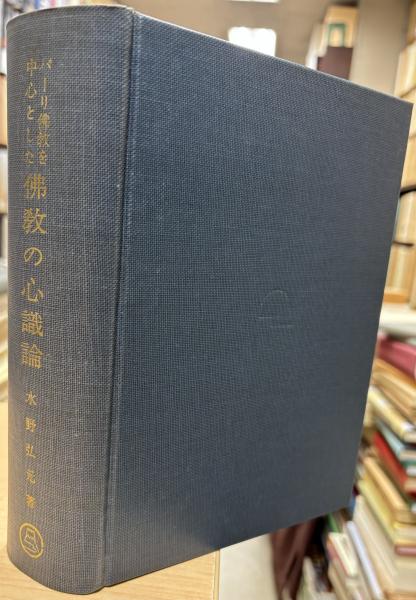 パーリ佛教を
中心とした
佛教の心識論
水野弘元著